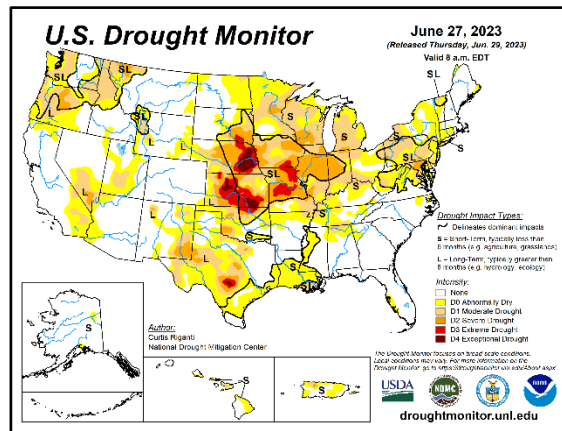 U.S. Drought Monitor
June 27, 2023
(Released Thursday, Jun. 29, 2023)
Valid 8 a.m. EDT
SL
SL
SL
L
L
SL
S
S
S
S
SL
S
L
L
SL
S
S
L
L
S
S
SL
S
S
S
Drought Impact Types:
Delineates dominant impacts
S = Short-Term, typically less than
6 months (e.g. agriculture, grasslands)
L = Long-Term, typically greater than
6 months (e.g. hydrology, ecology)
Intensity:
None
D0 Abnormally Dry
D1 Moderate Drought
D2 Severe Drought
D3 Extreme Drought
D4 Exceptional Drought
Author:
Curtis Riganti
National Drought Mitigation Center
The Drought Monitor focuses on broad-scale conditions.
Local conditions may vary. For more information on the
Drought Monitor, go to https://droughtmonitor.unl.edu/About.aspx
USDA
NDMC
NOAA
droughtmonitor.unl.edu